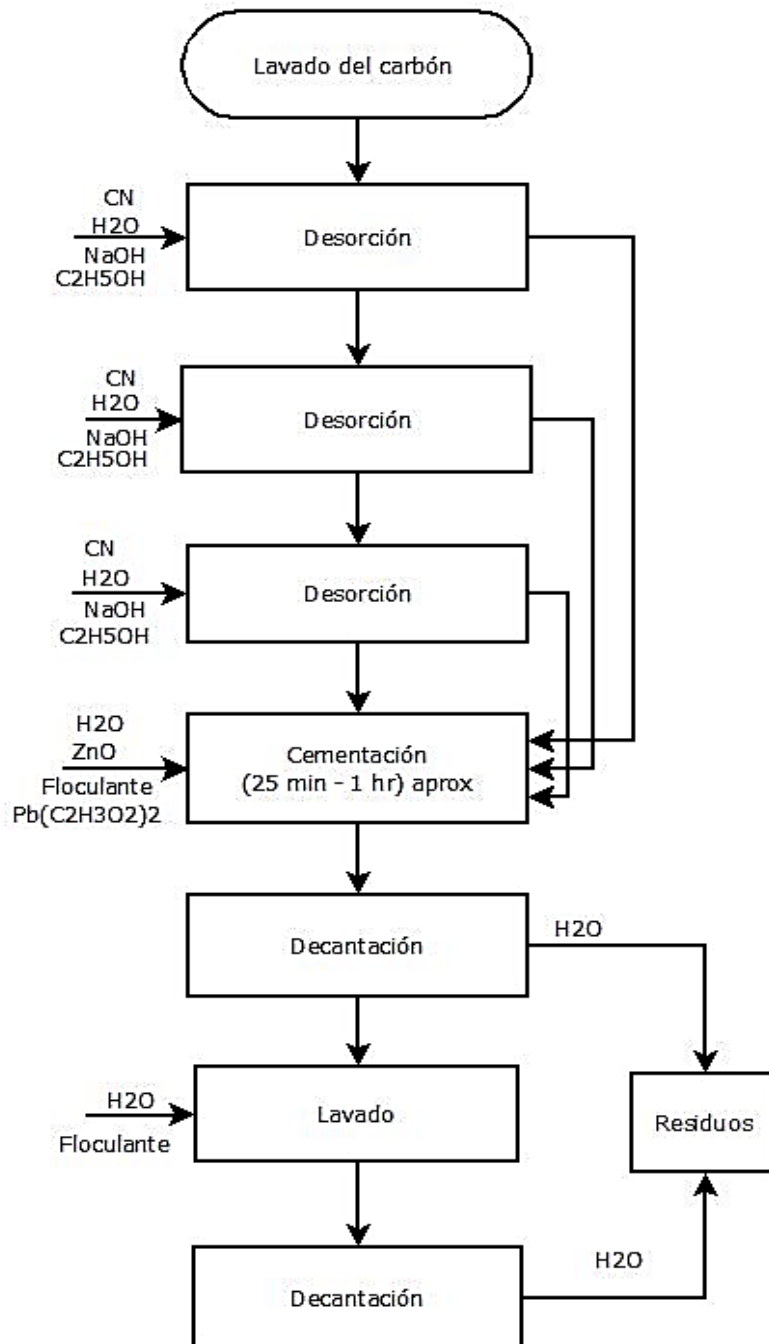 Lavado del carbón
CN
H2O
NaOH
C2H5OH
Desorción
CN
H2O
NaOH
C2H5OH
Desorción
CN
H2O
NaOH
C2H5OH
Desorción
H2O
ZnO
Floculante
Pb(C2H3O2)2
Cementación
(25 min - 1 hr) aprox
Decantación
H2O
H2O
Floculante
Lavado
Residuos
Decantación
H2O